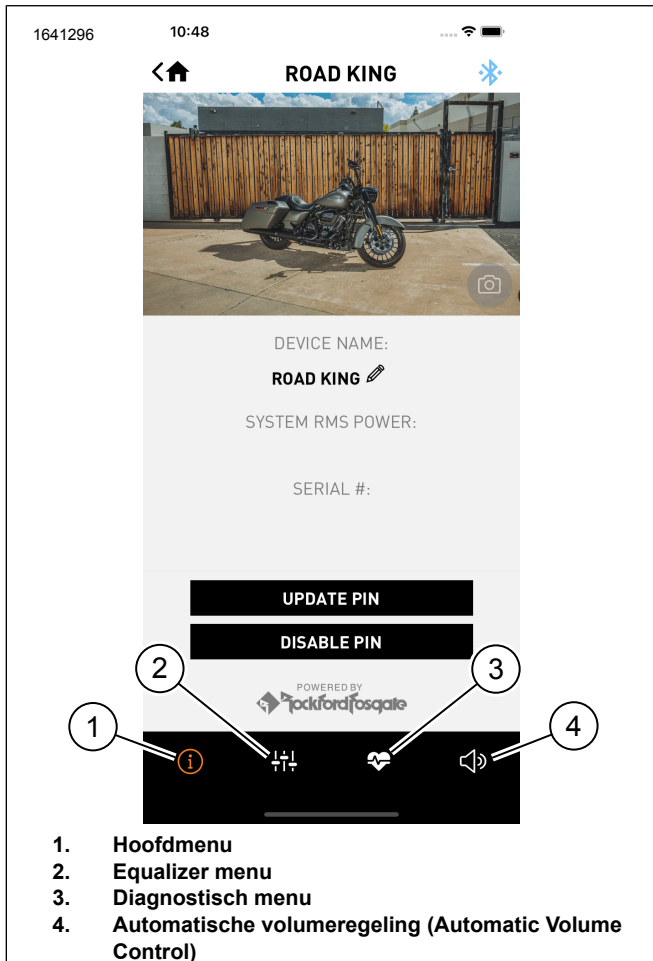 1641296
10:48
ROAD KING
DEVICE NAME:
ROAD KING
SYSTEM RMS POWER:
SERIAL #:
UPDATE PIN
DISABLE PIN
POWERED BY
Rockford Fosgate
1
2
3
4
1. Hoofdmenu
2. Equalizer menu
3. Diagnostisch menu
4. Automatische volumeregeling (Automatic Volume
Control)